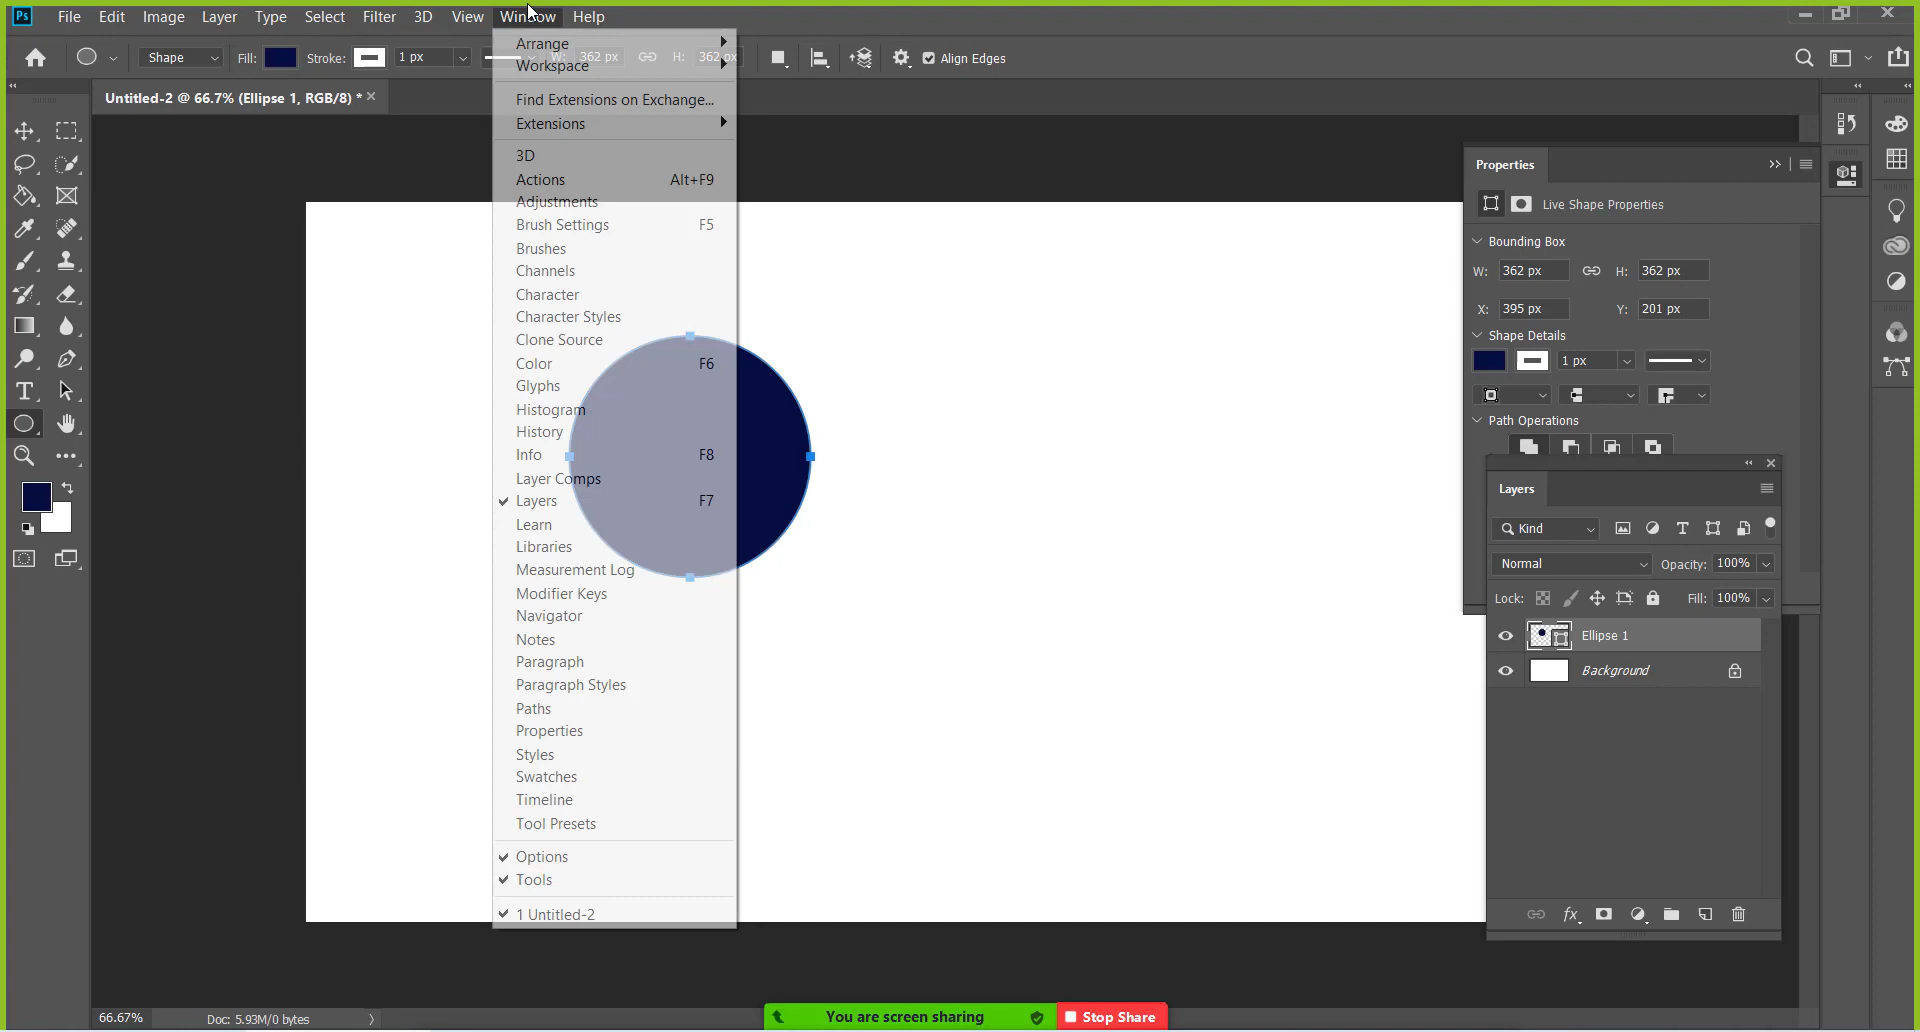 Ps File Edit Image Layer Type Select Filter 3D View Window Help
Shape Fill: Stroke: 1 px W: 362 px H: 362 px Align Edges
Untitled-2 @ 66.7% (Ellipse 1, RGB/8) *
Arrange
Workspace
Find Extensions on Exchange...
Extensions
3D
Actions Alt+F9
Adjustments
Brush Settings F5
Brushes
Channels
Character
Character Styles
Clone Source
Color F6
Glyphs
Histogram
History
Info F8
Layer Comps
Layers F7
Learn
Libraries
Measurement Log
Modifier Keys
Navigator
Notes
Paragraph
Paragraph Styles
Paths
Properties
Styles
Swatches
Timeline
Tool Presets
Options
Tools
1 Untitled-2
Properties
Live Shape Properties
Bounding Box
W: 362 px H: 362 px
X: 395 px Y: 201 px
Shape Details
1 px
Path Operations
Layers
Kind
Normal Opacity: 100%
Lock: Fill: 100%
Ellipse 1
Background
66.67% Doc: 5.93M/0 bytes
You are screen sharing Stop Share